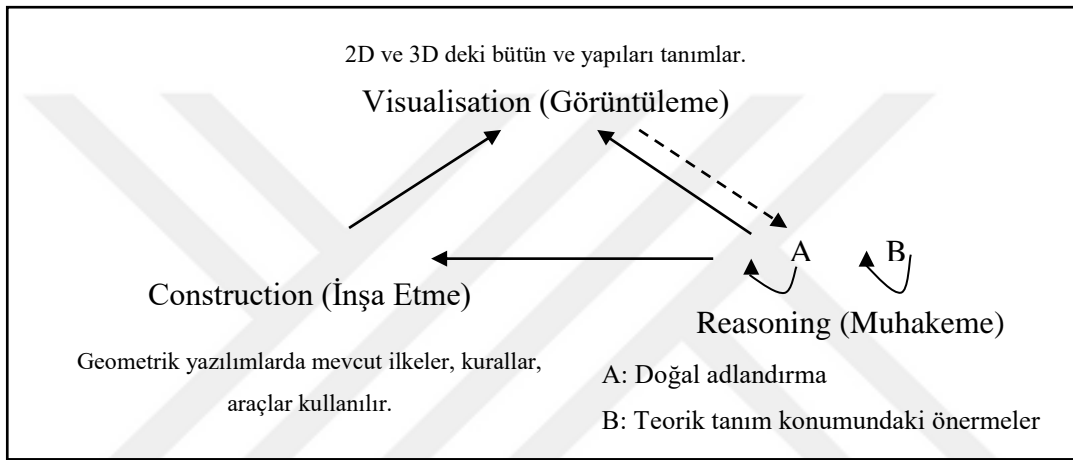 2D ve 3D deki bütün ve yapıları tanımlar.
Visualisation (Görüntüleme)
A
B
Construction (İnşa Etme)
Reasoning (Muhakeme)
Geometrik yazılımlarda mevcut ilkeler, kurallar,
araçlar kullanılır.
A: Doğal adlandırma
B: Teorik tanım konumundaki önermeler